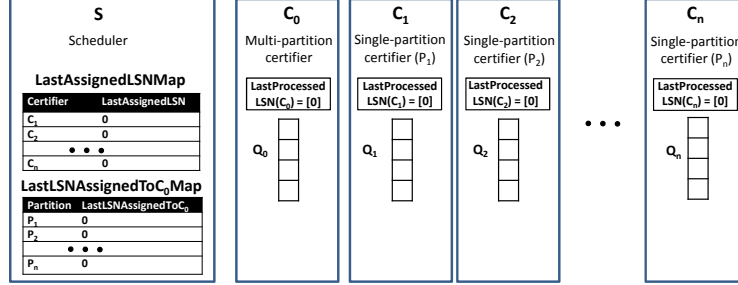 S
Scheduler
LastAssignedLSNMap
Certifier LastAssignedLSN
C1 0
C2 0
• • •
Cn 0
LastLSNAssignedToC0Map
Partition LastLSNAssignedToC0
P1 0
P2 0
• • •
Pn 0
C0
Multi-partition
certifier
LastProcessed
LSN(C0) = [0]
Q0
C1
Single-partition
certifier (P1)
LastProcessed
LSN(C1) = [0]
Q1
C2
Single-partition
certifier (P2)
LastProcessed
LSN(C2) = [0]
Q2
• • •
Cn
Single-partition
certifier (Pn)
LastProcessed
LSN(Cn) = [0]
Qn